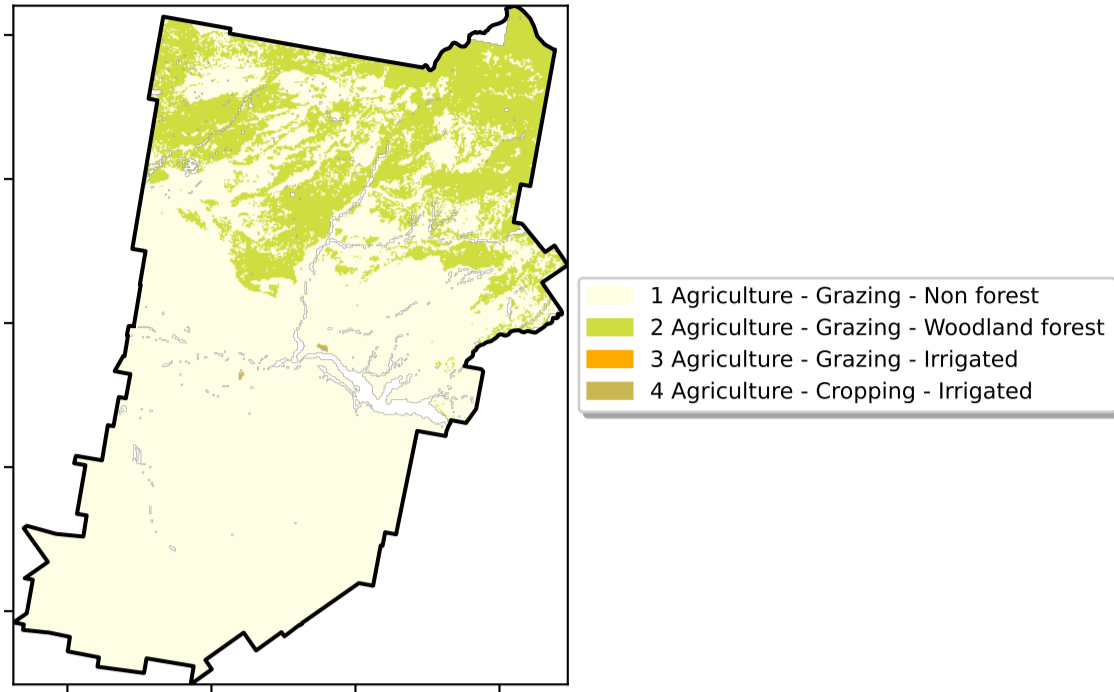 1 Agriculture - Grazing - Non forest
2 Agriculture - Grazing - Woodland forest
3 Agriculture - Grazing - Irrigated
4 Agriculture - Cropping - Irrigated